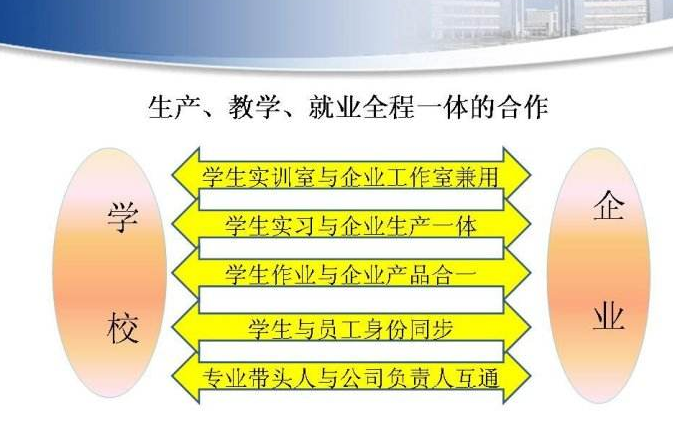 生产、教学、就业全程一体的合作
学校
学生实训室与企业工作室兼用
学生实习与企业生产一体
学生作业与企业产品合一
学生与员工身份同步
专业带头人与公司负责人互通
企业